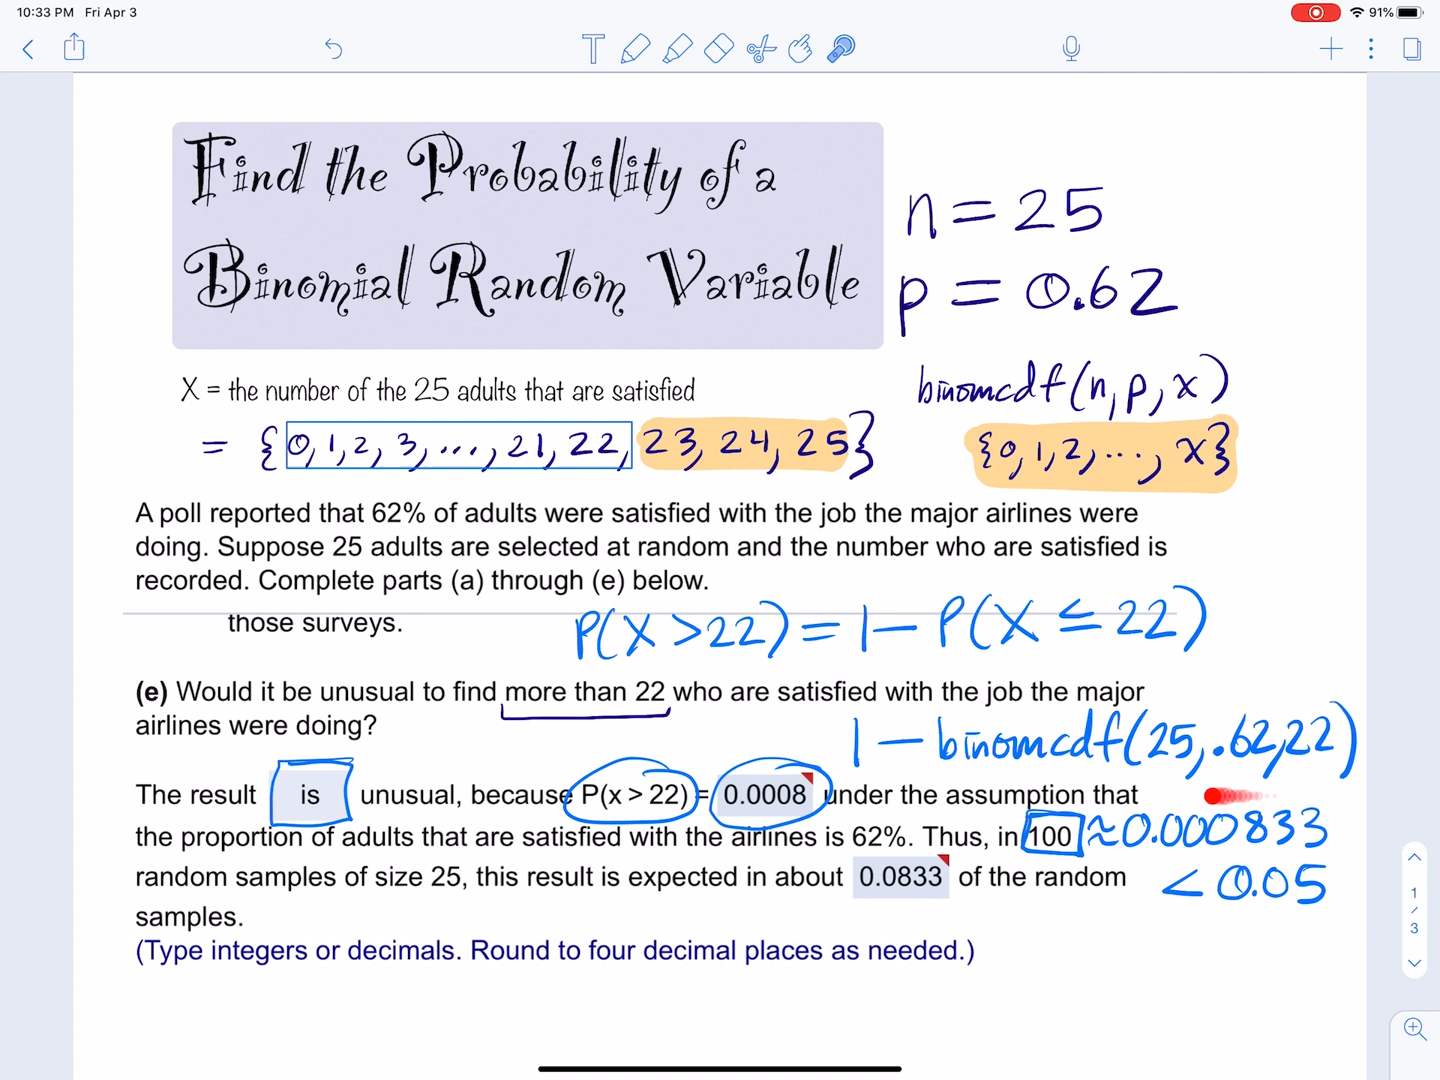 10:33 PM Fri Apr 3
91%
T
Find the Probability of a
Binomial Random Variable
n = 25
p = 0.62
X = the number of the 25 adults that are satisfied
= {0, 1, 2, 3, ..., 21, 22, 23, 24, 25}
binomcdf(n, p, x)
{0, 1, 2, ..., x}
A poll reported that 62% of adults were satisfied with the job the major airlines were
doing. Suppose 25 adults are selected at random and the number who are satisfied is
recorded. Complete parts (a) through (e) below.
those surveys.
P(X > 22) = 1 − P(X ≤ 22)
(e) Would it be unusual to find more than 22 who are satisfied with the job the major
airlines were doing?
1 − binomcdf(25, .62, 22)
The result is unusual, because P(x > 22) = 0.0008 under the assumption that
the proportion of adults that are satisfied with the airlines is 62%. Thus, in 100
≈ 0.000833
random samples of size 25, this result is expected in about 0.0833 of the random
< 0.05
samples.
(Type integers or decimals. Round to four decimal places as needed.)
1
/
3